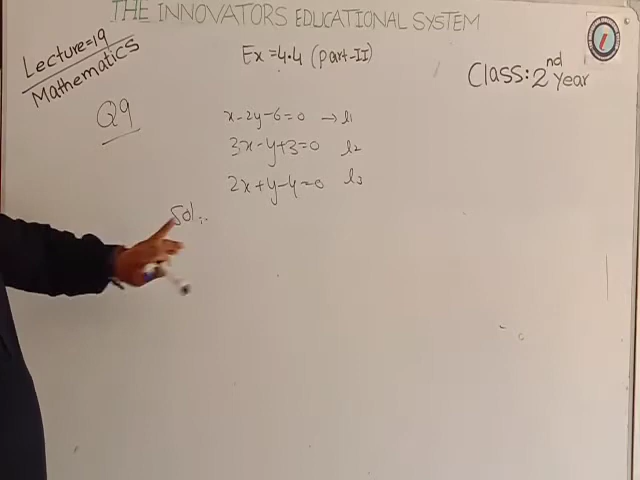 THE INNOVATORS EDUCATIONAL SYSTEM
Lecture=19
Mathematics
Ex=4.4 (part-II)
Class: 2nd year
Q9
x-2y-6=0 → l1
3x-y+3=0 l2
2x+y-4=0 l3
Sol:.